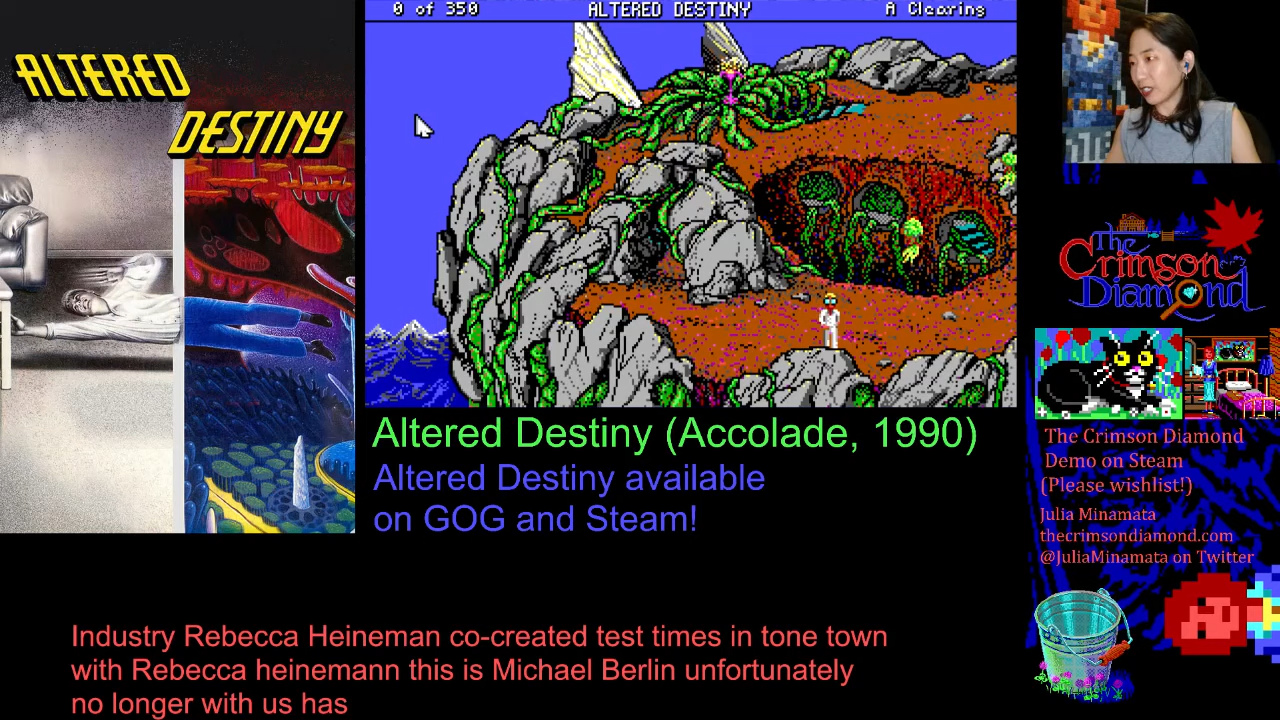 0 of 350
ALTERED DESTINY
A Clearing
ALTERED
DESTINY
The
Crimson
Diamond
Altered Destiny (Accolade, 1990)
Altered Destiny available
on GOG and Steam!
The Crimson Diamond
Demo on Steam
(Please wishlist!)
Julia Minamata
thecrimsondiamond.com
@JuliaMinamata on Twitter
Industry Rebecca Heineman co-created test times in tone town
with Rebecca heinemann this is Michael Berlin unfortunately
no longer with us has